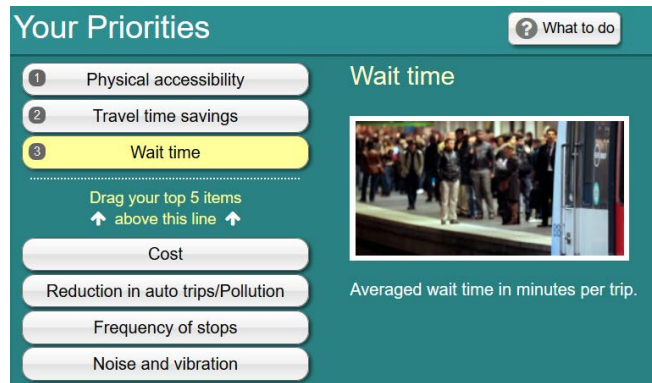 Your Priorities
? What to do
1 Physical accessibility
2 Travel time savings
3 Wait time
Drag your top 5 items
↑ above this line ↑
Cost
Reduction in auto trips/Pollution
Frequency of stops
Noise and vibration
Wait time
Averaged wait time in minutes per trip.